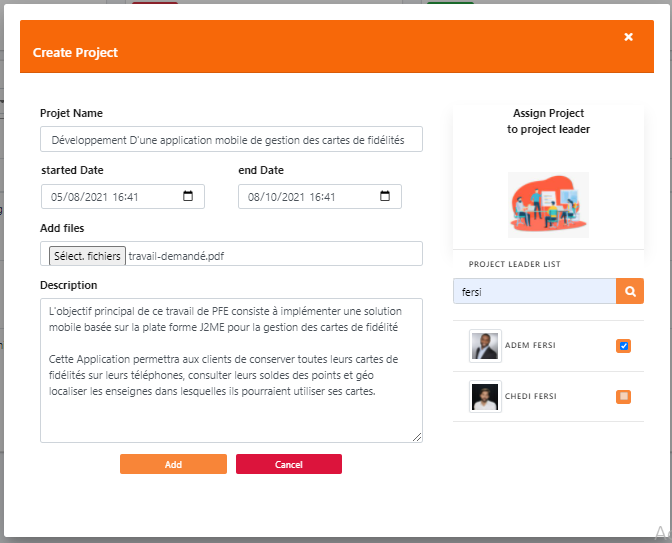 Create Project
×
Projet Name
Développement D'une application mobile de gestion des cartes de fidélités
started Date
end Date
05/08/2021 16:41
08/10/2021 16:41
Add files
Sélect. fichiers travail-demandé.pdf
Description
L'objectif principal de ce travail de PFE consiste à implémenter une solution
mobile basée sur la plate forme J2ME pour la gestion des cartes de fidélité
Cette Application permettra aux clients de conserver toutes leurs cartes de
fidélités sur leurs téléphones, consulter leurs soldes des points et géo
localiser les enseignes dans lesquelles ils pourraient utiliser ses cartes.
Add
Cancel
Assign Project
to project leader
PROJECT LEADER LIST
fersi
ADEM FERSI
CHEDI FERSI